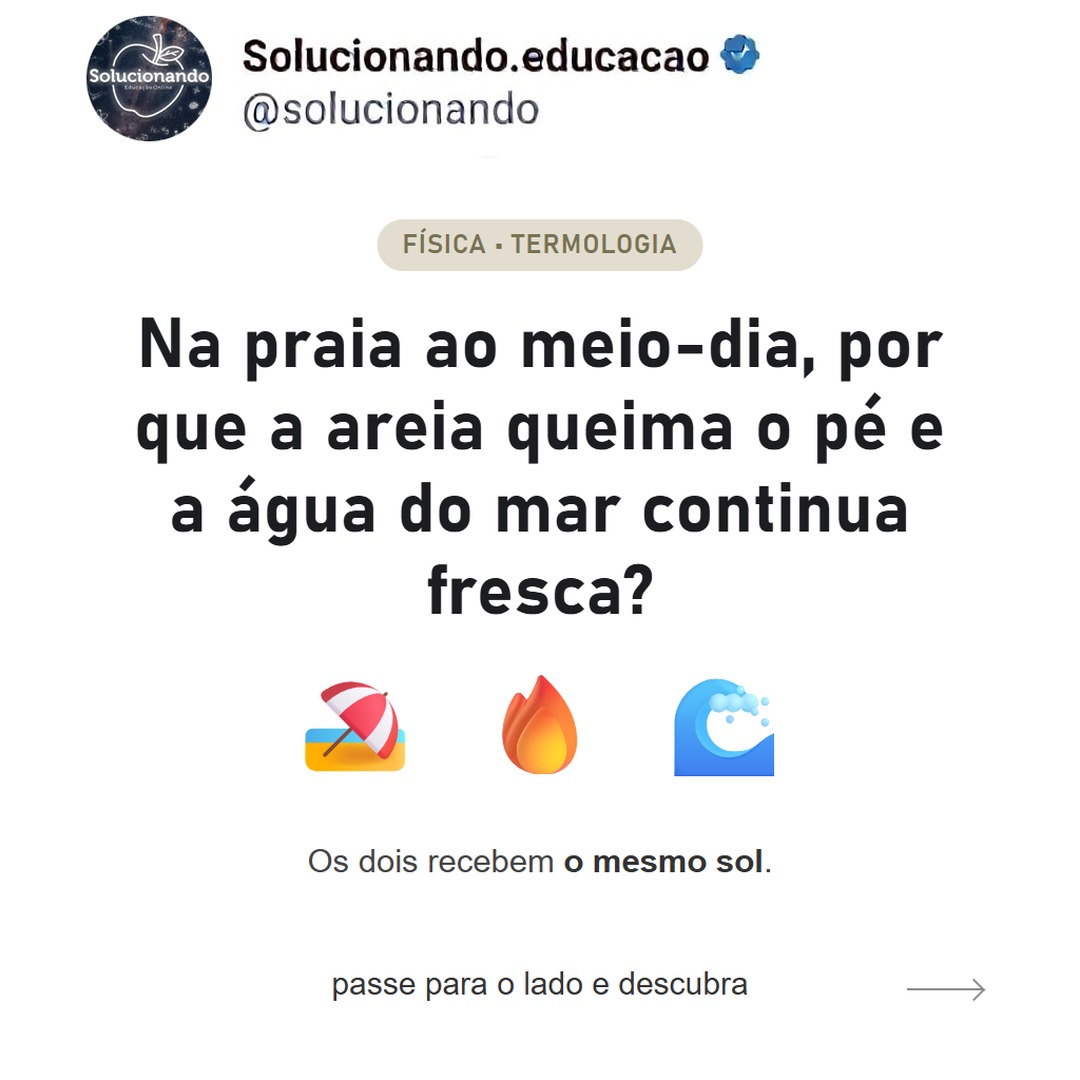 Solucionando
Educação Online
Solucionando.educacao
@solucionando
FÍSICA • TERMOLOGIA
Na praia ao meio-dia, por
que a areia queima o pé e
a água do mar continua
fresca?
Os dois recebem o mesmo sol.
passe para o lado e descubra